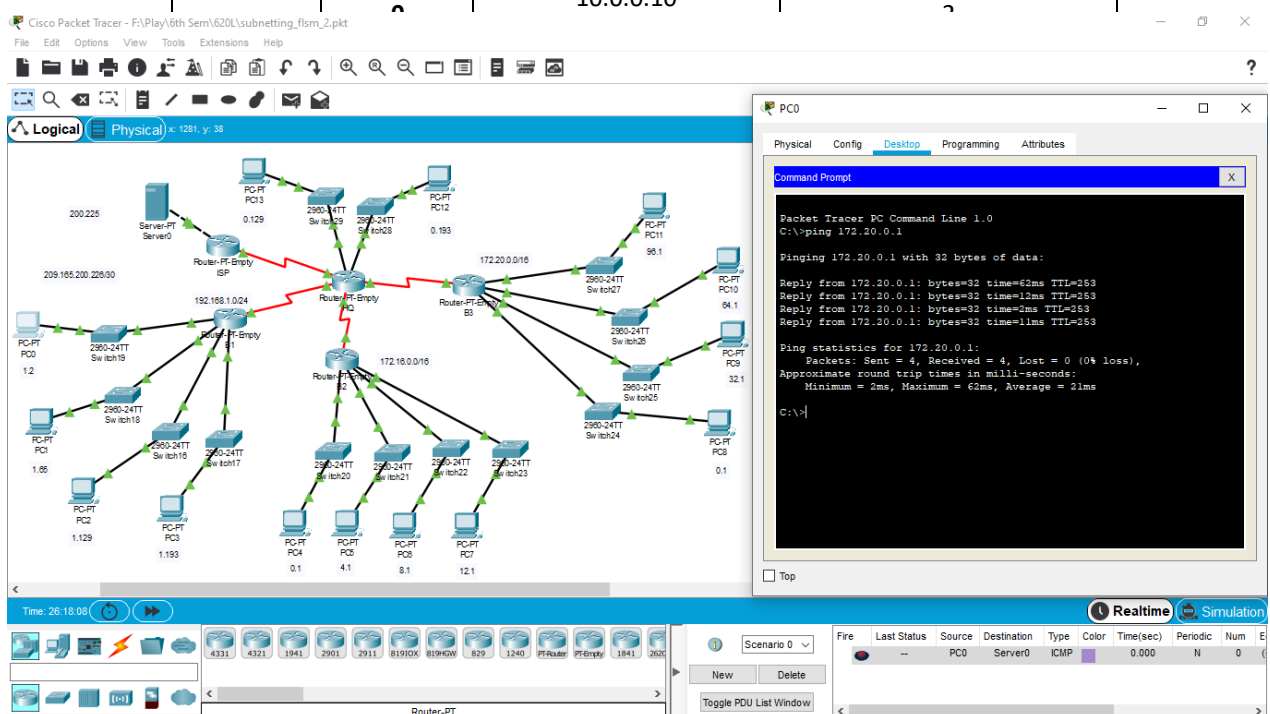 10.0.0.10
Cisco Packet Tracer - F:\Play\6th Sem\620L\subnetting_flsm_2.pkt
File Edit Options View Tools Extensions Help
?
Logical
Physical
x: 1281, y: 38
200.225
Server-PT
Server0
PC-PT
PC13
0.129
2960-24TT
Switch29
2960-24TT
Switch28
PC-PT
PC12
0.193
Router-PT-Empty
ISP
209.165.200.226/30
Router-PT-Empty
HQ
172.20.0.0/16
Router-PT-Empty
B3
PC-PT
PC11
96.1
2960-24TT
Switch27
PC-PT
PC10
64.1
2960-24TT
Switch26
PC-PT
PC9
32.1
2960-24TT
Switch25
2960-24TT
Switch24
PC-PT
PC8
0.1
192.168.1.0/24
Router-PT-Empty
B1
PC-PT
PC0
1.2
2960-24TT
Switch19
2960-24TT
Switch18
PC-PT
PC1
1.65
2960-24TT
Switch16
2960-24TT
Switch17
PC-PT
PC2
1.129
PC-PT
PC3
1.193
172.16.0.0/16
Router-PT-Empty
B2
2960-24TT
Switch20
2960-24TT
Switch21
2960-24TT
Switch22
2960-24TT
Switch23
PC-PT
PC4
0.1
PC-PT
PC5
4.1
PC-PT
PC6
8.1
PC-PT
PC7
12.1
PC0
Physical Config Desktop Programming Attributes
Command Prompt
X
Packet Tracer PC Command Line 1.0
C:\>ping 172.20.0.1
Pinging 172.20.0.1 with 32 bytes of data:
Reply from 172.20.0.1: bytes=32 time=62ms TTL=253
Reply from 172.20.0.1: bytes=32 time=12ms TTL=253
Reply from 172.20.0.1: bytes=32 time=2ms TTL=253
Reply from 172.20.0.1: bytes=32 time=11ms TTL=253
Ping statistics for 172.20.0.1:
Packets: Sent = 4, Received = 4, Lost = 0 (0% loss),
Approximate round trip times in milli-seconds:
Minimum = 2ms, Maximum = 62ms, Average = 21ms
C:\>
Top
Time: 26:18:08
Realtime
Simulation
4331 4321 1941 2901 2911 819IOX 819HGW 829 1240 PT-Router PT-Empty 1841
Router-PT
Scenario 0
New Delete
Toggle PDU List Window
Fire Last Status Source Destination Type Color Time(sec) Periodic Num
-- PC0 Server0 ICMP 0.000 N 0